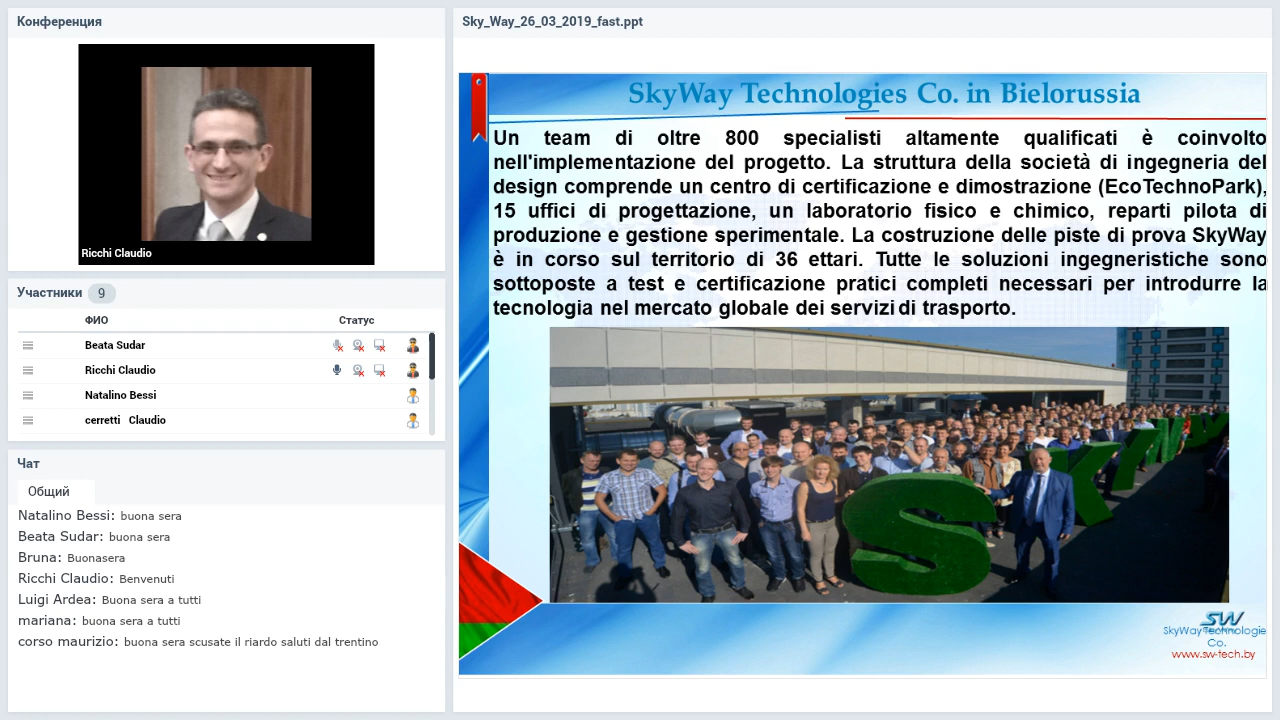 Конференция
Ricchi Claudio
Участники 9
ФИО Статус
Beata Sudar
Ricchi Claudio
Natalino Bessi
cerretti Claudio
Чат
Общий
Natalino Bessi: buona sera
Beata Sudar: buona sera
Bruna: Buonasera
Ricchi Claudio: Benvenuti
Luigi Ardea: Buona sera a tutti
mariana: buona sera a tutti
corso maurizio: buona sera scusate il riardo saluti dal trentino
Sky_Way_26_03_2019_fast.ppt
SkyWay Technologies Co. in Bielorussia
Un team di oltre 800 specialisti altamente qualificati è coinvolto
nell'implementazione del progetto. La struttura della società di ingegneria del
design comprende un centro di certificazione e dimostrazione (EcoTechnoPark),
15 uffici di progettazione, un laboratorio fisico e chimico, reparti pilota di
produzione e gestione sperimentale. La costruzione delle piste di prova SkyWay
è in corso sul territorio di 36 ettari. Tutte le soluzioni ingegneristiche sono
sottoposte a test e certificazione pratici completi necessari per introdurre la
tecnologia nel mercato globale dei servizi di trasporto.
S K Y W
SW
SkyWay Technologie
Co.
www.sw-tech.by